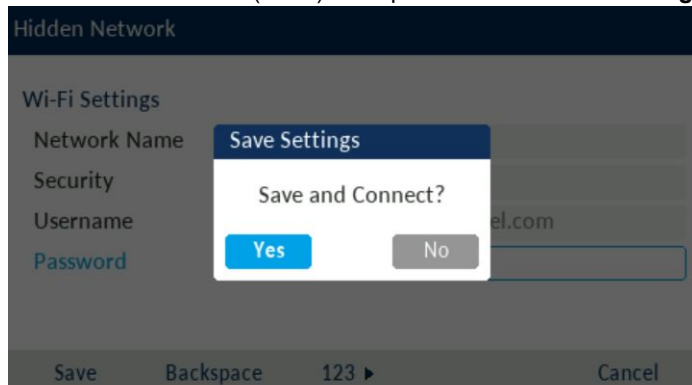 Hidden Network
Wi-Fi Settings
Network Name
Save Settings
Security
Save and Connect?
Username
el.com
Yes
No
Password
Save Backspace 123 ▶ Cancel